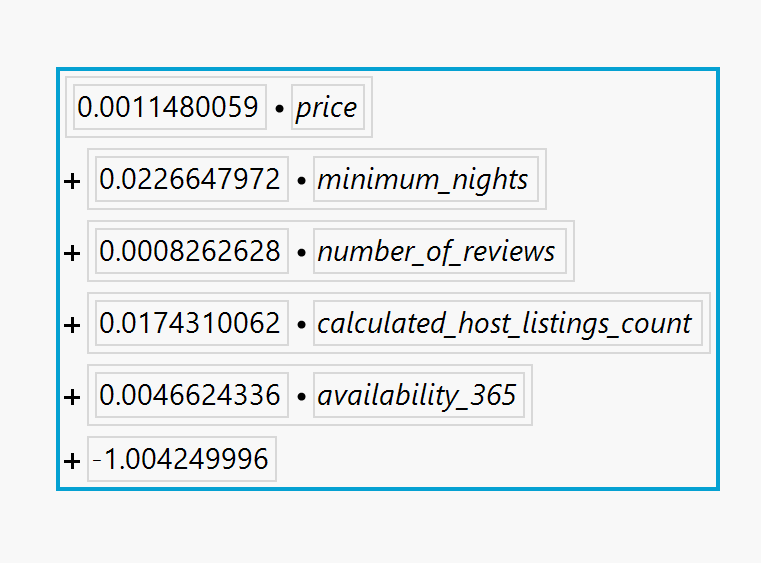 0.0011480059 • price
+ 0.0226647972 • minimum_nights
+ 0.0008262628 • number_of_reviews
+ 0.0174310062 • calculated_host_listings_count
+ 0.0046624336 • availability_365
+ -1.004249996